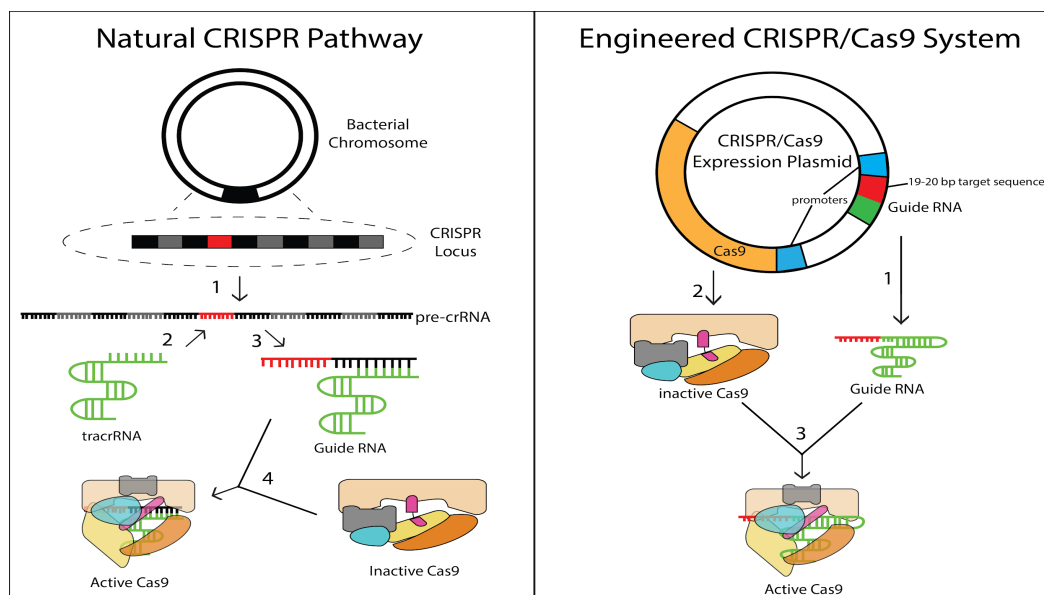 Natural CRISPR Pathway
Bacterial
Chromosome
CRISPR
Locus
1
pre-crRNA
2
3
tracrRNA
Guide RNA
4
Active Cas9
Inactive Cas9
Engineered CRISPR/Cas9 System
CRISPR/Cas9
Expression Plasmid
promoters
19-20 bp target sequence
Guide RNA
Cas9
1
2
inactive Cas9
Guide RNA
3
Active Cas9